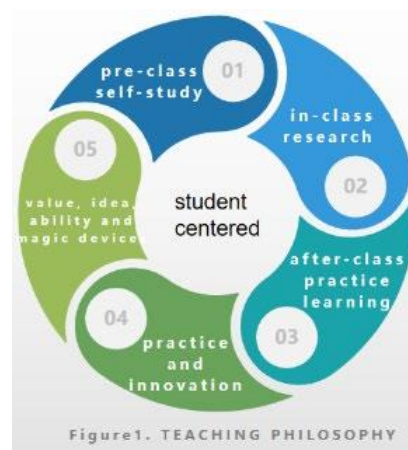 01
pre-class
self-study
in-class
research
02
after-class
practice
learning
03
04
practice
and
innovation
05
value, idea,
ability and
magic devices
student
centered
Figure1. TEACHING PHILOSOPHY